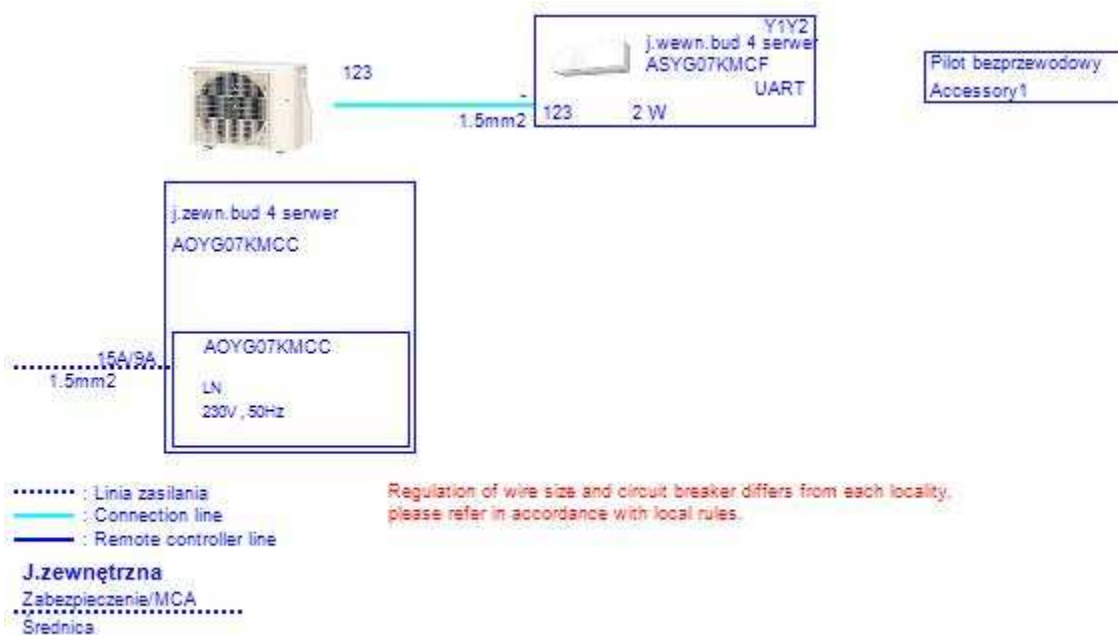 Y1Y2
j.wewn.bud 4 serwer
ASYG07KMCF
UART
123
-
1.5mm2
123 2 W
Pilot bezprzewodowy
Accessory1
j.zewn.bud 4 serwer
AOYG07KMCC
15A/9A
1.5mm2
AOYG07KMCC
LN
230V , 50Hz
: Linia zasilania
: Connection line
: Remote controller line
Regulation of wire size and circuit breaker differs from each locality,
please refer in accordance with local rules.
J.zewnętrzna
Zabezpieczenie/MCA
Średnica